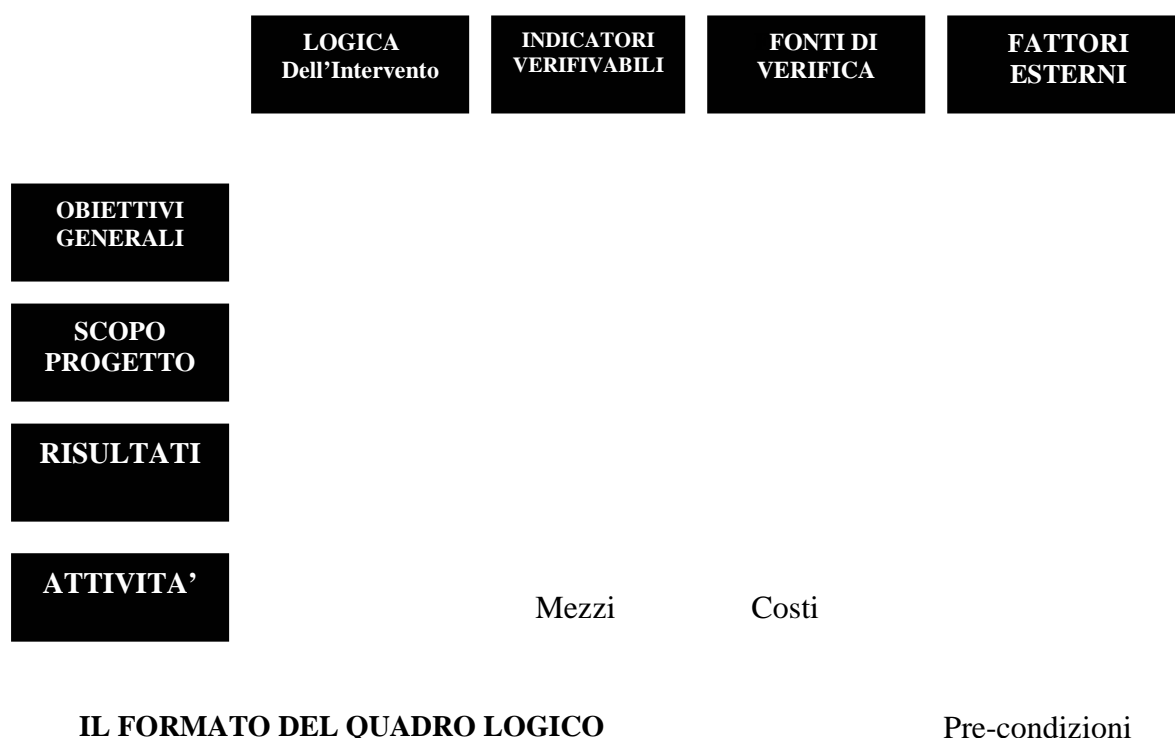 LOGICA
Dell’Intervento
INDICATORI
VERIFIVABILI
FONTI DI
VERIFICA
FATTORI
ESTERNI
OBIETTIVI
GENERALI
SCOPO
PROGETTO
RISULTATI
ATTIVITA’
Mezzi
Costi
IL FORMATO DEL QUADRO LOGICO
Pre-condizioni